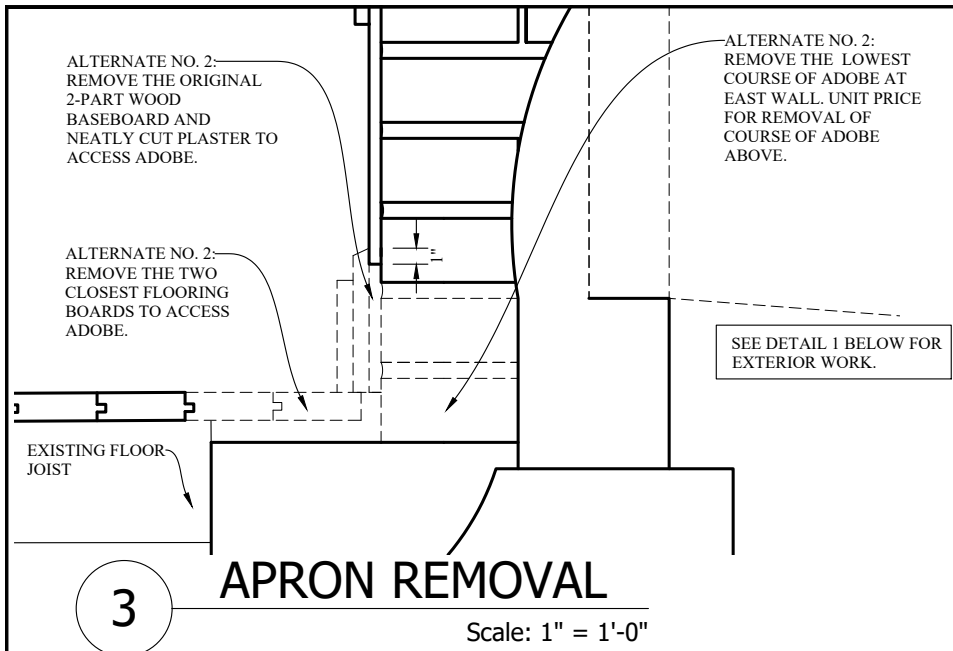 ALTERNATE NO. 2:
REMOVE THE ORIGINAL
2-PART WOOD
BASEBOARD AND
NEATLY CUT PLASTER TO
ACCESS ADOBE.
ALTERNATE NO. 2:
REMOVE THE LOWEST
COURSE OF ADOBE AT
EAST WALL. UNIT PRICE
FOR REMOVAL OF
COURSE OF ADOBE
ABOVE.
1"
ALTERNATE NO. 2:
REMOVE THE TWO
CLOSEST FLOORING
BOARDS TO ACCESS
ADOBE.
SEE DETAIL 1 BELOW FOR
EXTERIOR WORK.
EXISTING FLOOR
JOIST
3
APRON REMOVAL
Scale: 1" = 1'-0"